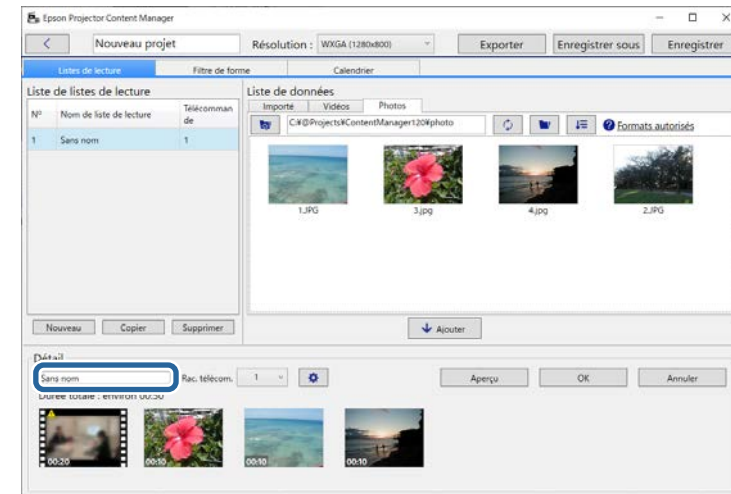 Epson Projector Content Manager
Nouveau projet
Résolution : WXGA (1280x800)
Exporter
Enregistrer sous
Enregistrer
Listes de lecture
Filtre de forme
Calendrier
Liste de listes de lecture
Nº Nom de liste de lecture Télécomman
de
1 Sans nom 1
Nouveau
Copier
Supprimer
Liste de données
Importé
Vidéos
Photos
C:¥@Projects¥ContentManager120¥photo
Formats autorisés
1.JPG
3.jpg
4.jpg
2.JPG
Ajouter
Détail
Sans nom
Rac. télécom. 1
Aperçu
OK
Annuler
Durée totale : environ 00:50
00:20
00:10
00:10
00:10